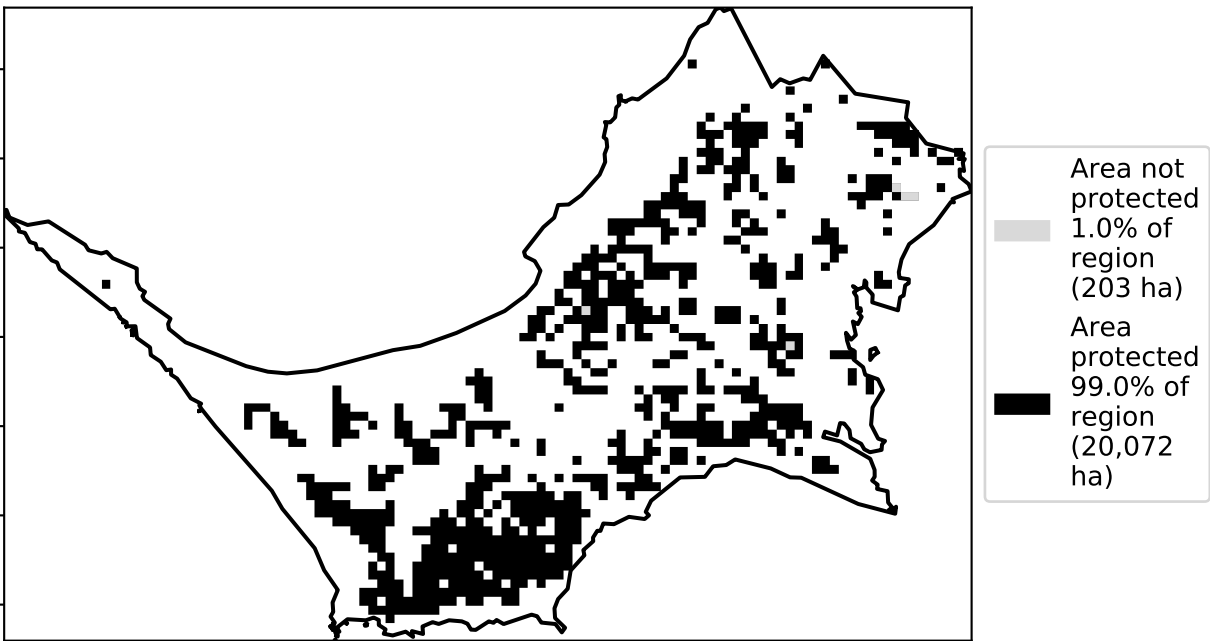 Area not
protected
1.0% of
region
(203 ha)
Area
protected
99.0% of
region
(20,072
ha)